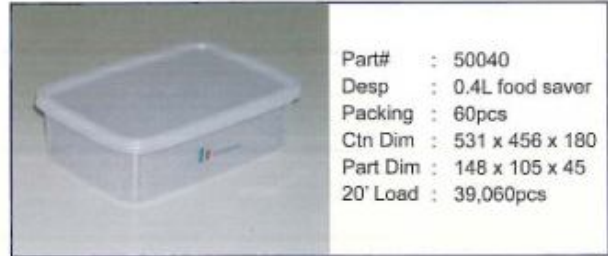 Part# : 50040
Desp : 0.4L food saver
Packing : 60pcs
Ctn Dim : 531 x 456 x 180
Part Dim : 148 x 105 x 45
20' Load : 39,060pcs